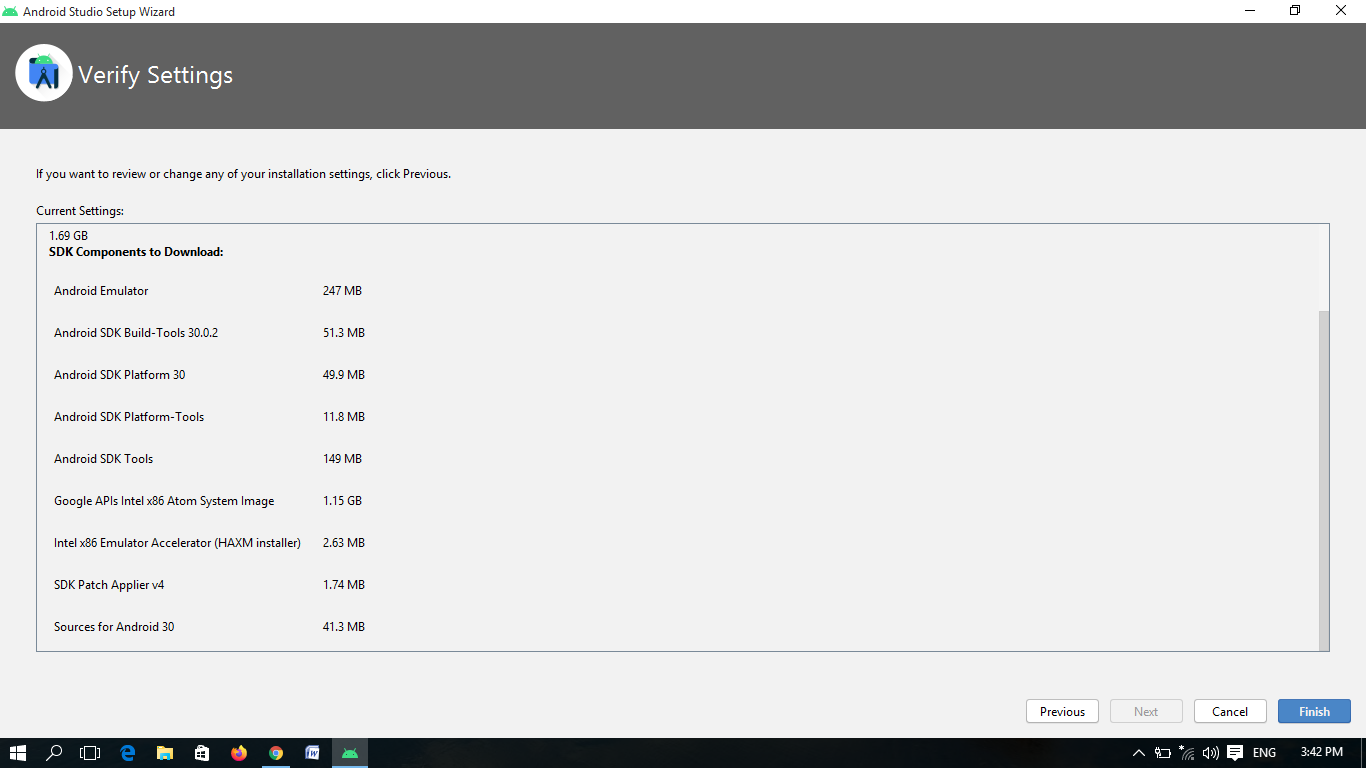 Android Studio Setup Wizard
Verify Settings
If you want to review or change any of your installation settings, click Previous.
Current Settings:
1.69 GB
SDK Components to Download:
Android Emulator 247 MB
Android SDK Build-Tools 30.0.2 51.3 MB
Android SDK Platform 30 49.9 MB
Android SDK Platform-Tools 11.8 MB
Android SDK Tools 149 MB
Google APIs Intel x86 Atom System Image 1.15 GB
Intel x86 Emulator Accelerator (HAXM installer) 2.63 MB
SDK Patch Applier v4 1.74 MB
Sources for Android 30 41.3 MB
Previous Next Cancel Finish
ENG 3:42 PM